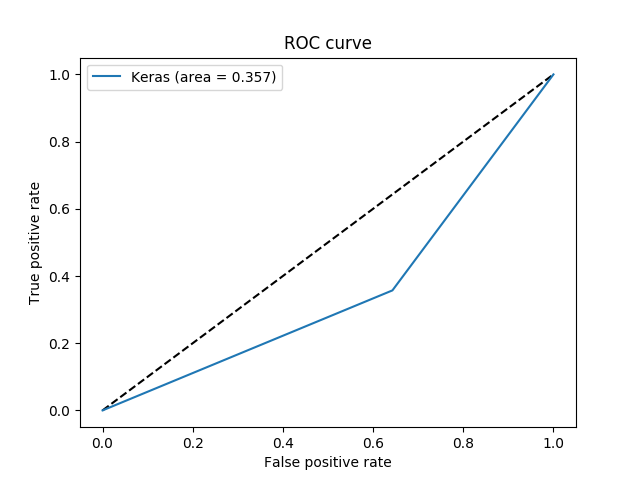 ROC curve
Keras (area = 0.357)
1.0
0.8
0.6
0.4
0.2
0.0
True positive rate
0.0 0.2 0.4 0.6 0.8 1.0
False positive rate